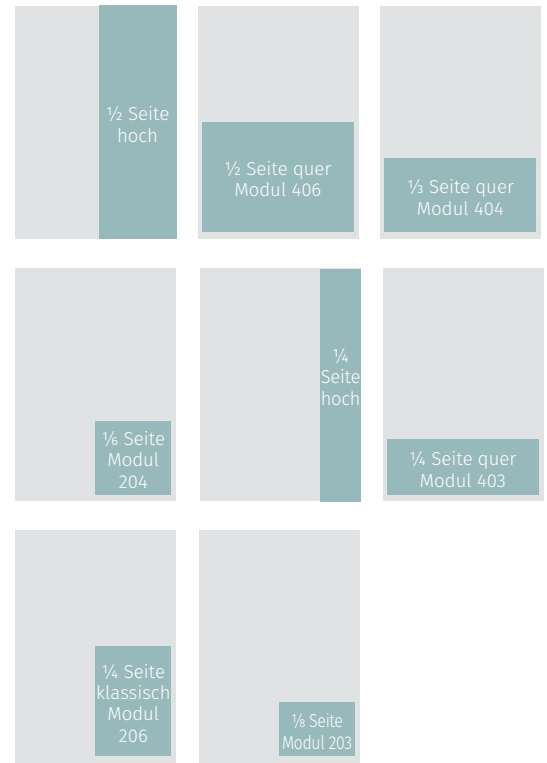 ½ Seite
hoch
½ Seite quer
Modul 406
⅓ Seite quer
Modul 404
⅙ Seite
Modul
204
¼
Seite
hoch
¼ Seite quer
Modul 403
¼ Seite
klassisch
Modul
206
⅛ Seite
Modul 203